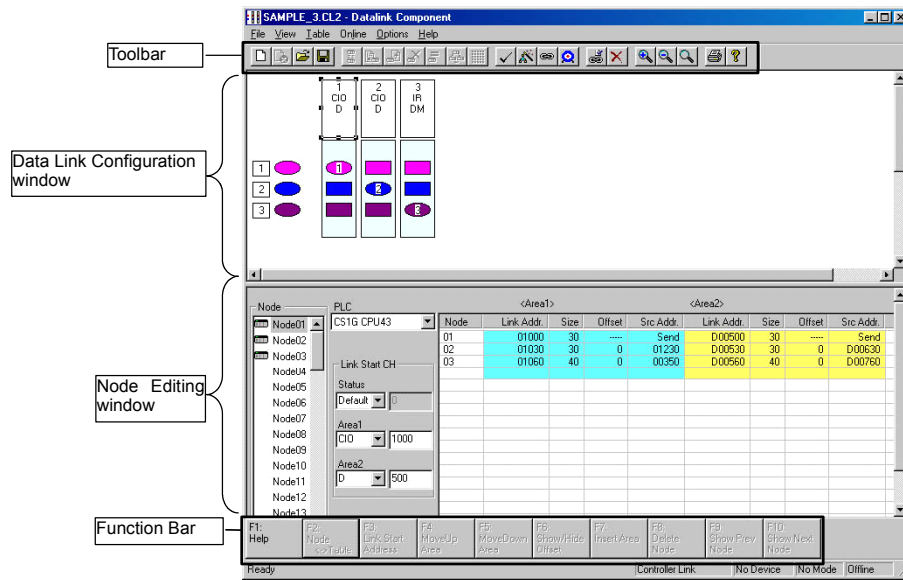 SAMPLE_3.CL2 - Datalink Component
File View Table Online Options Help
Toolbar
1 CIO D
2 CIO D
3 IR DM
Data Link Configuration window
1 1
2 2
3 3
Node Editing window
Node
Node01
Node02
Node03
Node04
Node05
Node06
Node07
Node08
Node09
Node10
Node11
Node12
Node13
PLC
CS1G CPU43
Link Start CH
Status
Default 0
Area1
CIO 1000
Area2
D 500
<Area1> <Area2>
Node Link Addr. Size Offset Src Addr. Link Addr. Size Offset Src Addr.
01 01000 30 ----- Send D00500 30 ----- Send
02 01030 30 0 01230 D00530 30 0 D00630
03 01060 40 0 00350 D00560 40 0 D00760
Function Bar
F1: Help
F2: Node <->Table
F3: Link Start Address
F4: MoveUp Area
F5: MoveDown Area
F6: Show/Hide Offset
F7: Insert Area
F8: Delete Node
F9: Show Prev Node
F10: Show Next Node
Ready Controller Link No Device No Mode Offline